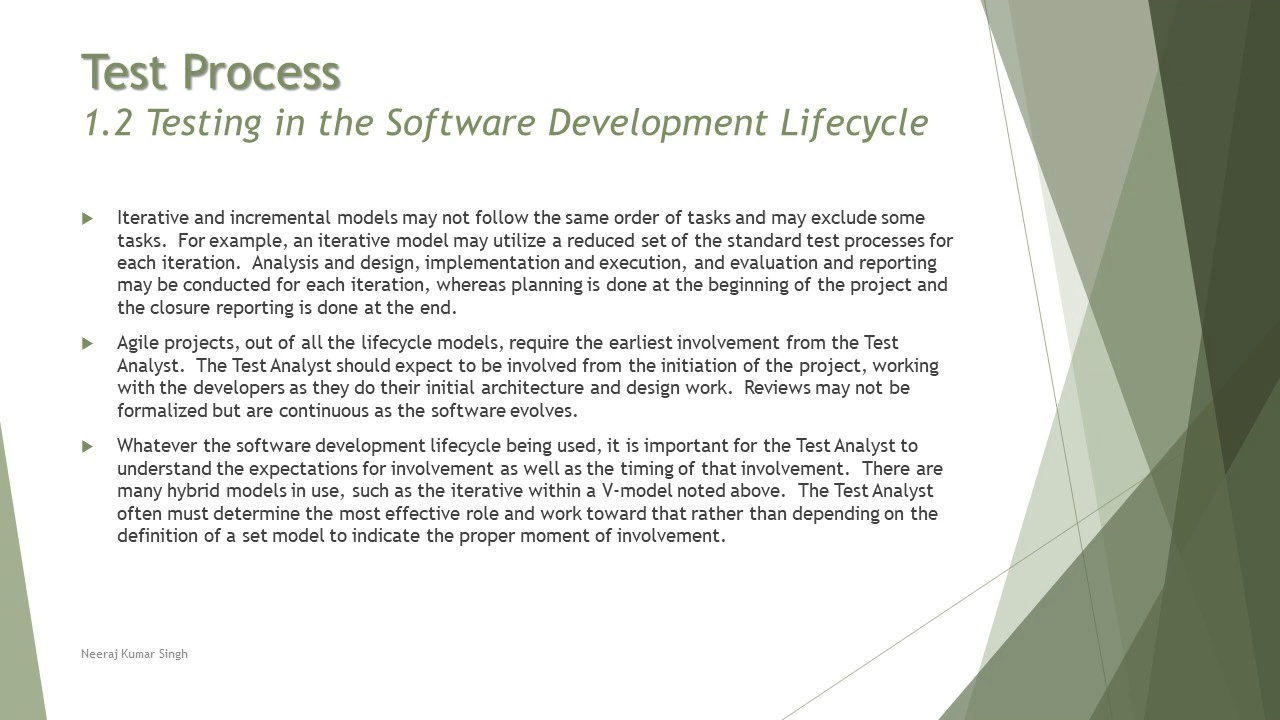 Test Process
1.2 Testing in the Software Development Lifecycle
Iterative and incremental models may not follow the same order of tasks and may exclude some
tasks.  For example, an iterative model may utilize a reduced set of the standard test processes for
each iteration.  Analysis and design, implementation and execution, and evaluation and reporting
may be conducted for each iteration, whereas planning is done at the beginning of the project and
the closure reporting is done at the end.
Agile projects, out of all the lifecycle models, require the earliest involvement from the Test
Analyst.  The Test Analyst should expect to be involved from the initiation of the project, working
with the developers as they do their initial architecture and design work.  Reviews may not be
formalized but are continuous as the software evolves.
Whatever the software development lifecycle being used, it is important for the Test Analyst to
understand the expectations for involvement as well as the timing of that involvement.  There are
many hybrid models in use, such as the iterative within a V-model noted above.  The Test Analyst
often must determine the most effective role and work toward that rather than depending on the
definition of a set model to indicate the proper moment of involvement.
Neeraj Kumar Singh